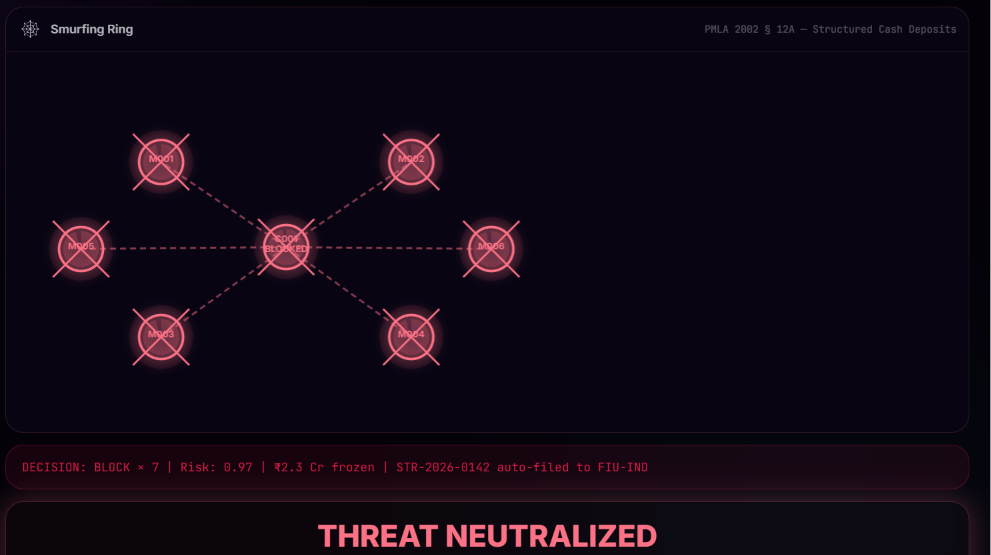 Smurfing Ring
PMLA 2002 § 12A — Structured Cash Deposits
M001
M002
C001
BLOCKED
M005
M006
M003
M004
DECISION: BLOCK × 7 | Risk: 0.97 | ₹2.3 Cr frozen | STR-2026-0142 auto-filed to FIU-IND
THREAT NEUTRALIZED